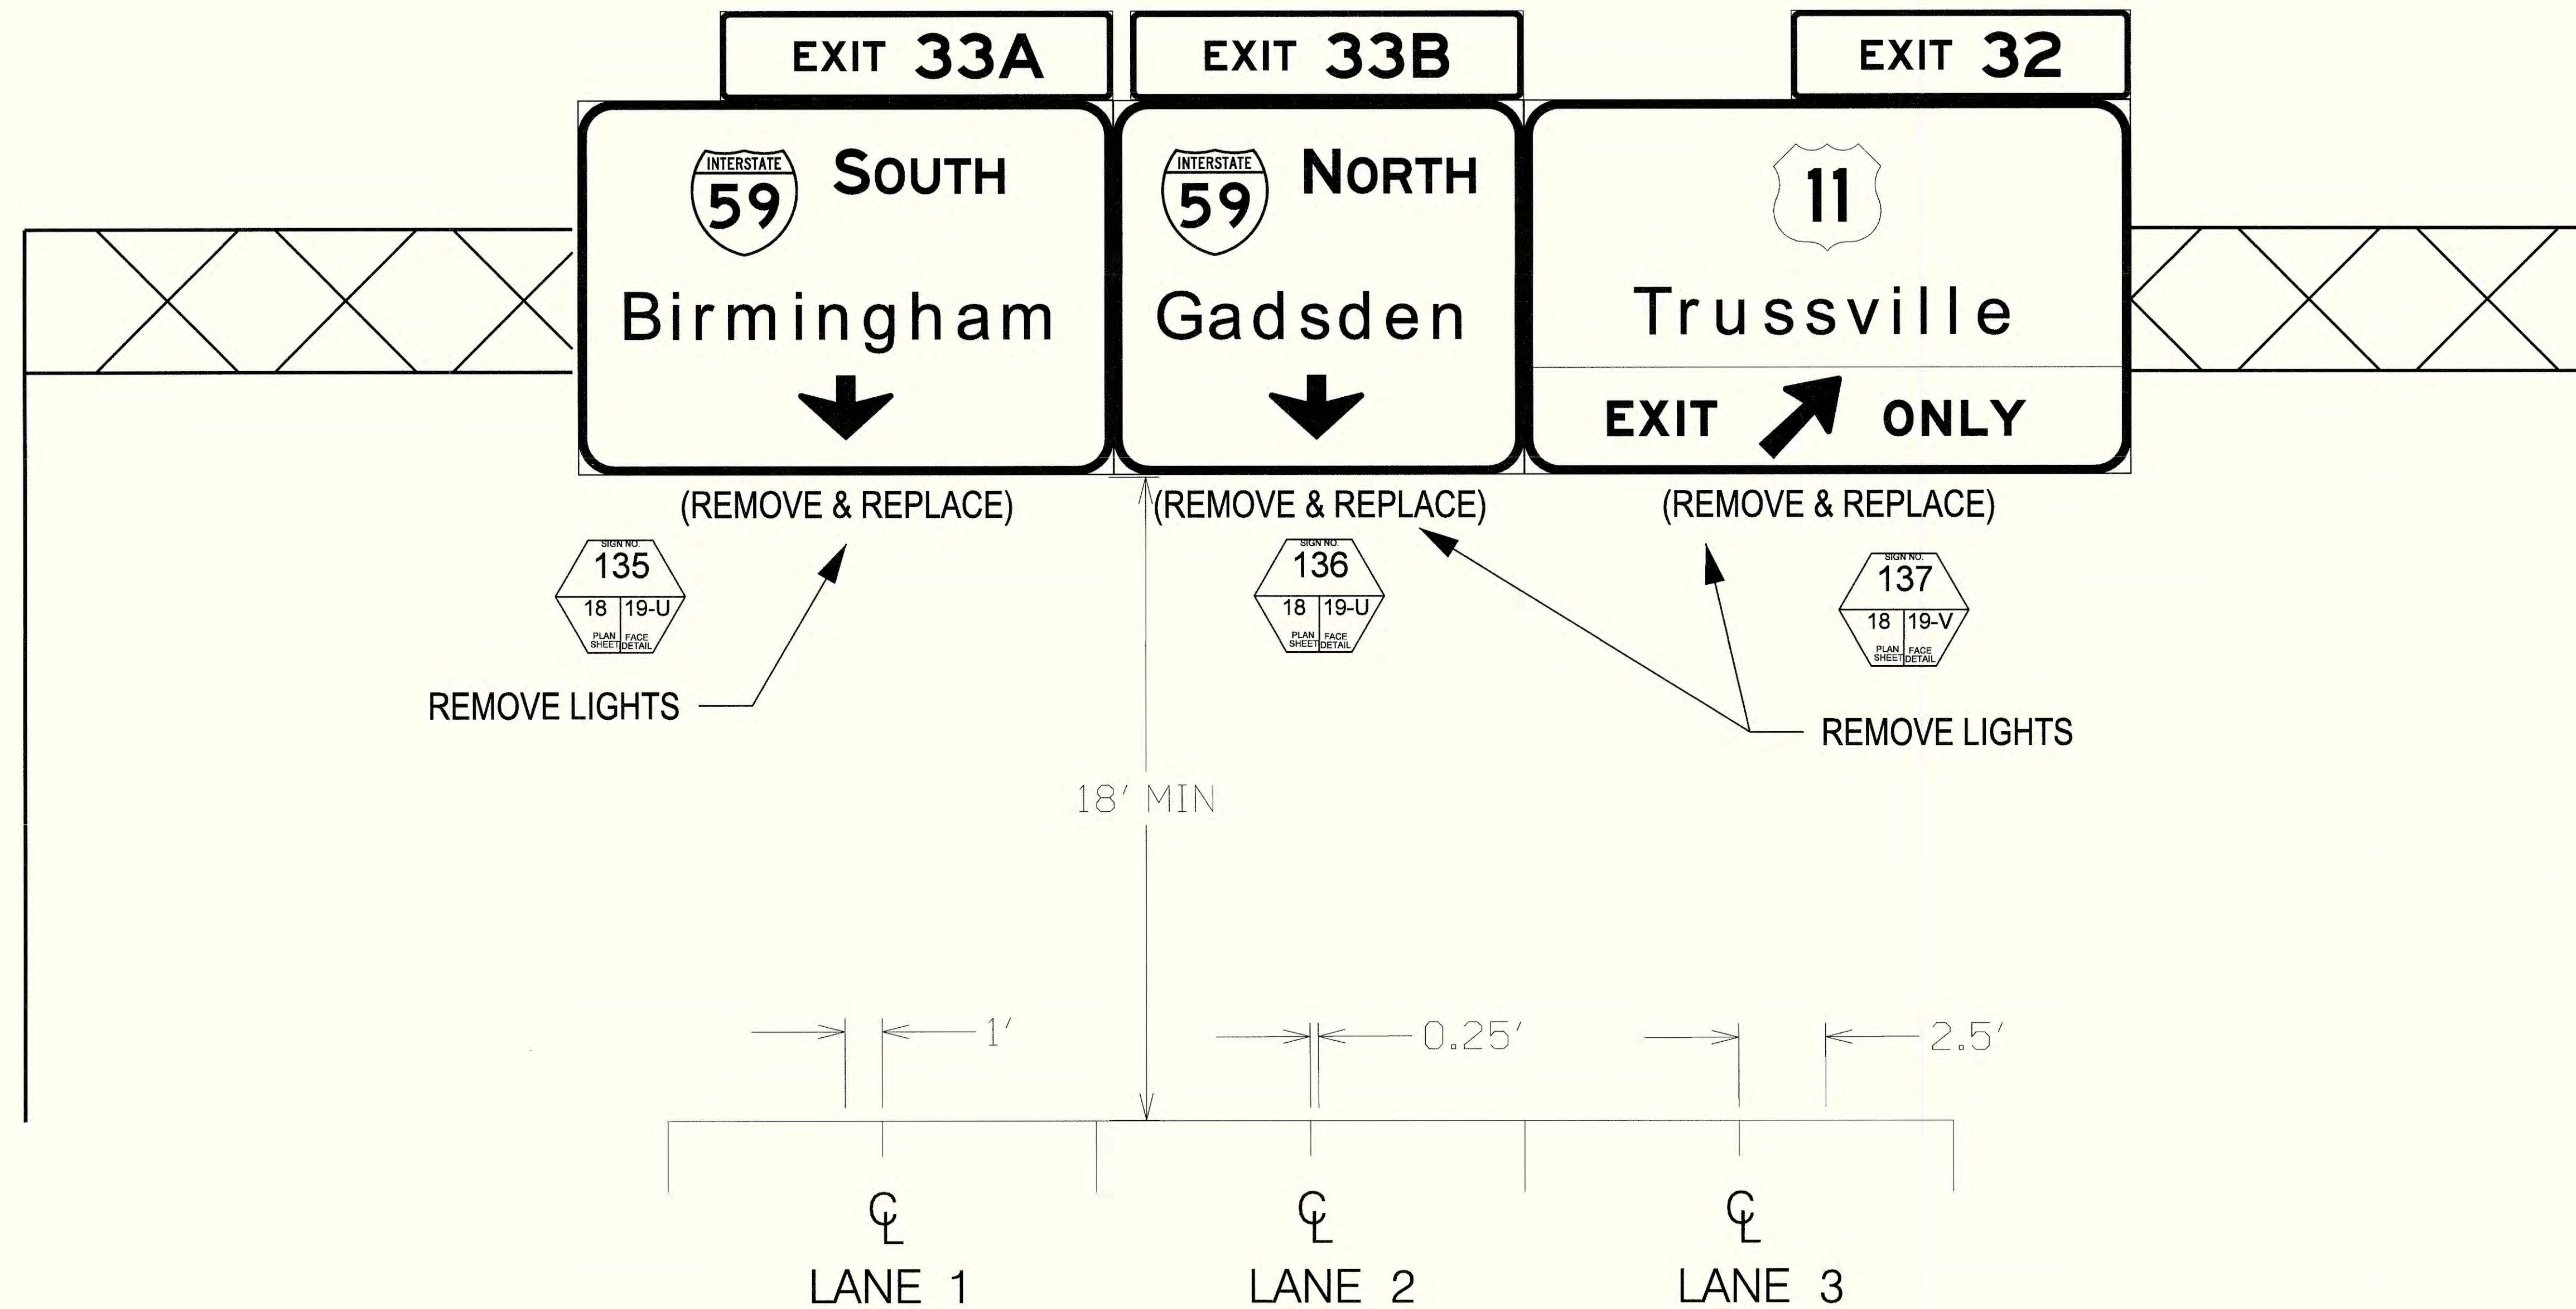 EXIT 33A
EXIT 33B
EXIT 32
INTERSTATE
59
SOUTH
Birmingham
INTERSTATE
59
NORTH
Gadsden
11
Trussville
EXIT ONLY
(REMOVE & REPLACE)
(REMOVE & REPLACE)
(REMOVE & REPLACE)
SIGN NO.
135
18 19-U
PLAN SHEET
FACE DETAIL
SIGN NO.
136
18 19-U
PLAN SHEET
FACE DETAIL
SIGN NO.
137
18 19-V
PLAN SHEET
FACE DETAIL
REMOVE LIGHTS
REMOVE LIGHTS
18' MIN
1'
0.25'
2.5'
CL
CL
CL
LANE 1
LANE 2
LANE 3